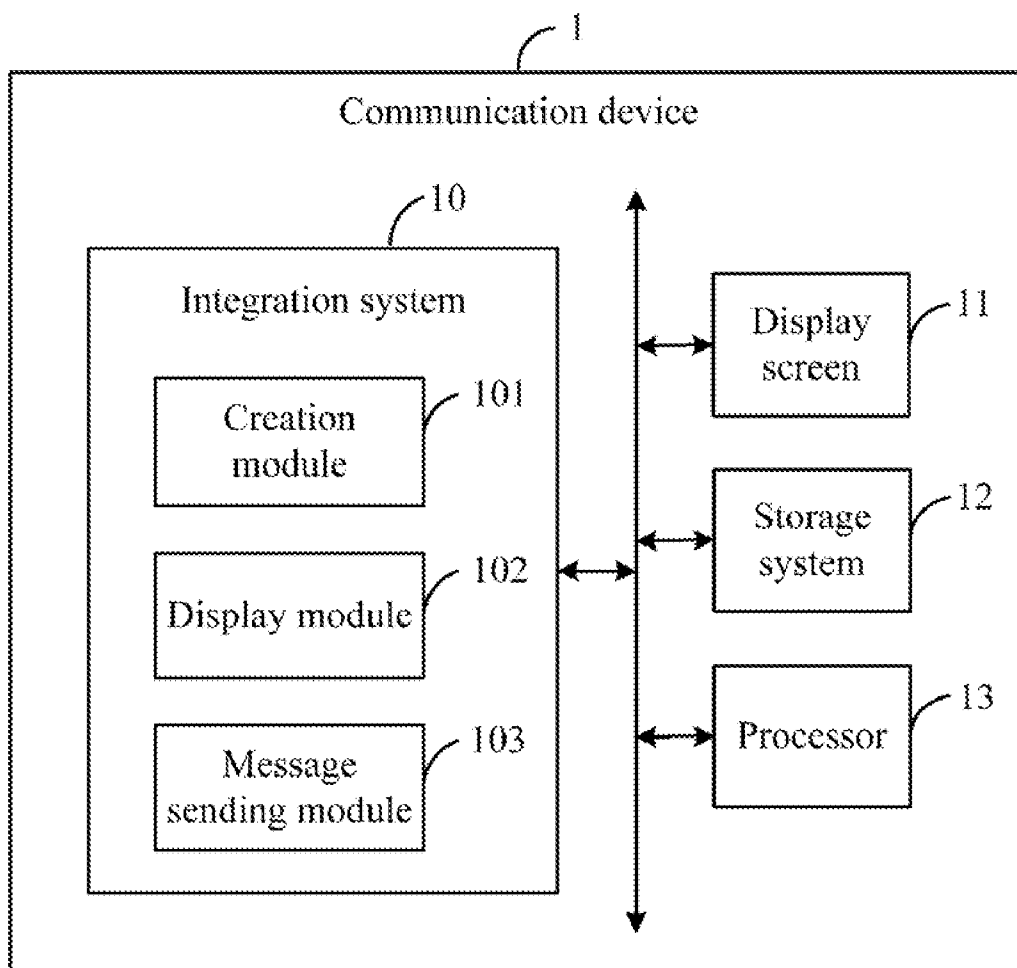 1
Communication device
10
Integration system
Creation
module
101
Display module
102
Message
sending module
103
Display
screen
11
Storage
system
12
Processor
13